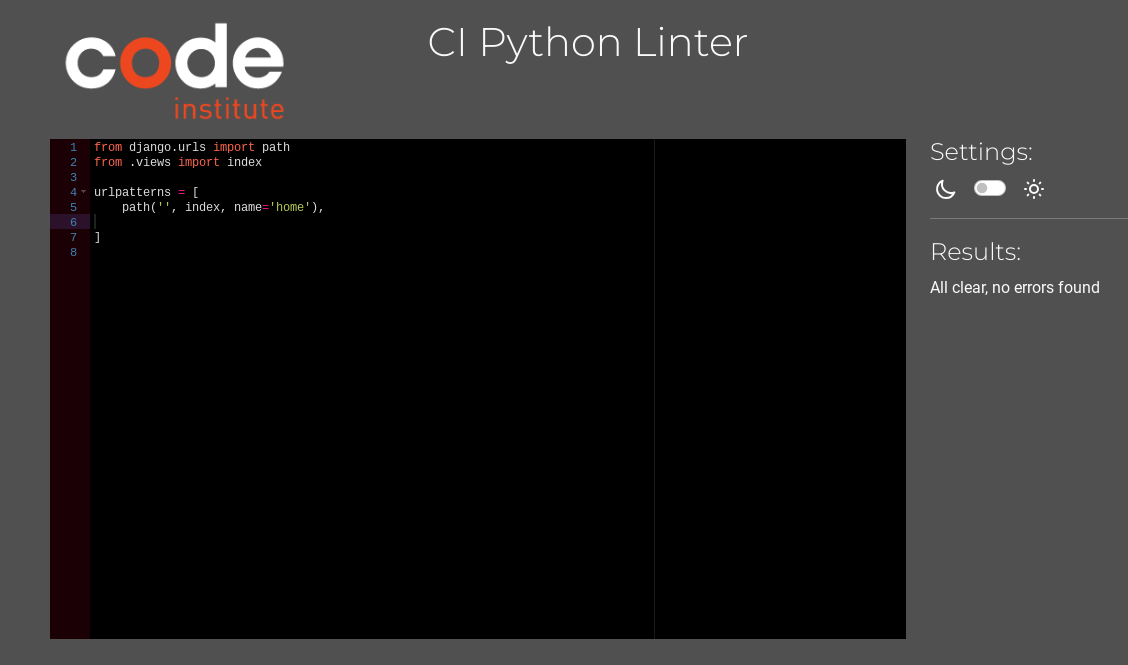 code
institute
CI Python Linter
1 from django.urls import path
2 from .views import index
3
4 urlpatterns = [
5     path('', index, name='home'),
6
7 ]
8
Settings:
Results:
All clear, no errors found